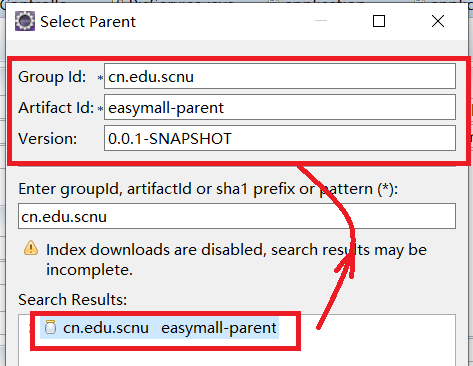 Select Parent
Group Id: * cn.edu.scnu
Artifact Id: * easymall-parent
Version: 0.0.1-SNAPSHOT
Enter groupId, artifactId or sha1 prefix or pattern (*):
cn.edu.scnu
Index downloads are disabled, search results may be
incomplete.
Search Results:
cn.edu.scnu easymall-parent